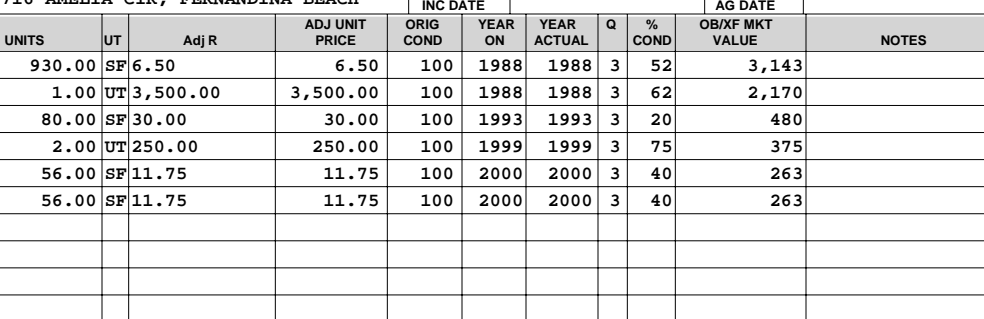 AMELIA CIR, FERNANDINA BEACH INC DATE AG DATE
UNITS UT Adj R ADJ UNIT PRICE ORIG COND YEAR ON YEAR ACTUAL Q % COND OB/XF MKT VALUE NOTES
930.00 SF 6.50 6.50 100 1988 1988 3 52 3,143
1.00 UT 3,500.00 3,500.00 100 1988 1988 3 62 2,170
80.00 SF 30.00 30.00 100 1993 1993 3 20 480
2.00 UT 250.00 250.00 100 1999 1999 3 75 375
56.00 SF 11.75 11.75 100 2000 2000 3 40 263
56.00 SF 11.75 11.75 100 2000 2000 3 40 263